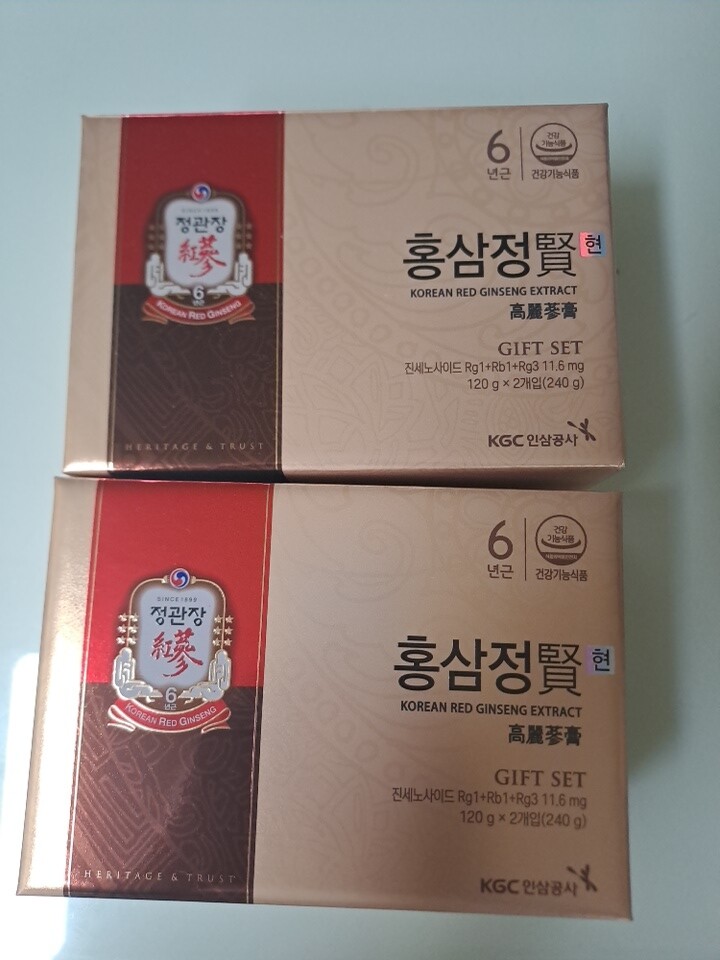 6
년근
건강
기능식품
건강기능식품
정관장
紅蔘
6
년근
KOREAN RED GINSENG
홍삼정賢 현
KOREAN RED GINSENG EXTRACT
高麗蔘膏
GIFT SET
진세노사이드 Rg1+Rb1+Rg3 11.6 mg
120 g × 2개입(240 g)
HERITAGE & TRUST
KGC 인삼공사
6
년근
건강
기능식품
건강기능식품
SINCE 1899
정관장
紅蔘
6
년근
KOREAN RED GINSENG
홍삼정賢 현
KOREAN RED GINSENG EXTRACT
高麗蔘膏
GIFT SET
진세노사이드 Rg1+Rb1+Rg3 11.6 mg
120 g × 2개입(240 g)
HERITAGE & TRUST
KGC 인삼공사